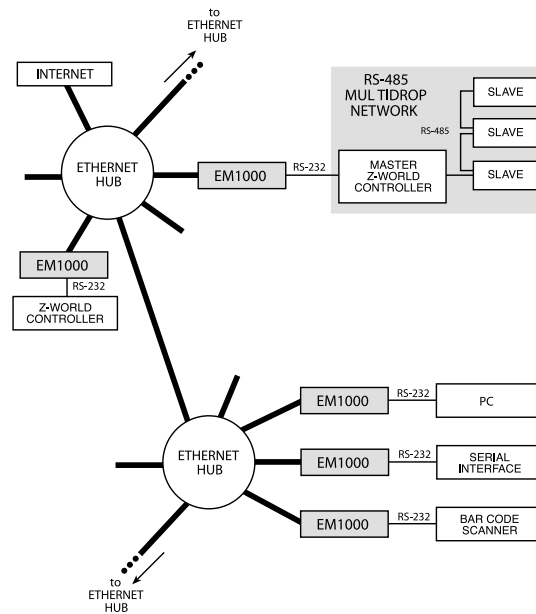 to
ETHERNET
HUB
INTERNET
RS-485
MUL TIDROP
NETWORK
SLAVE
RS-485
SLAVE
SLAVE
ETHERNET
HUB
EM1000
RS-232
MASTER
Z-WORLD
CONTROLLER
EM1000
RS-232
Z-WORLD
CONTROLLER
ETHERNET
HUB
EM1000
RS-232
PC
EM1000
RS-232
SERIAL
INTERFACE
EM1000
RS-232
BAR CODE
SCANNER
to
ETHERNET
HUB